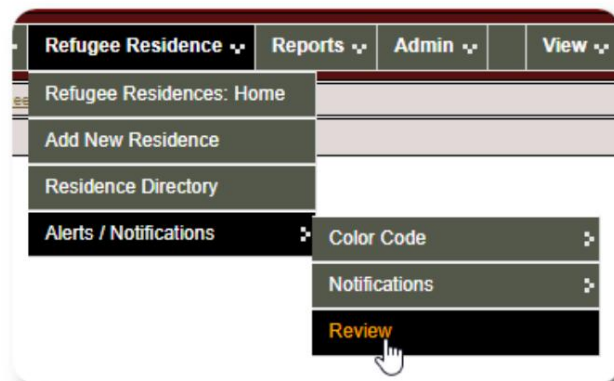 Refugee Residence Reports Admin View
Refugee Residences: Home
Add New Residence
Residence Directory
Alerts / Notifications
Color Code
Notifications
Review